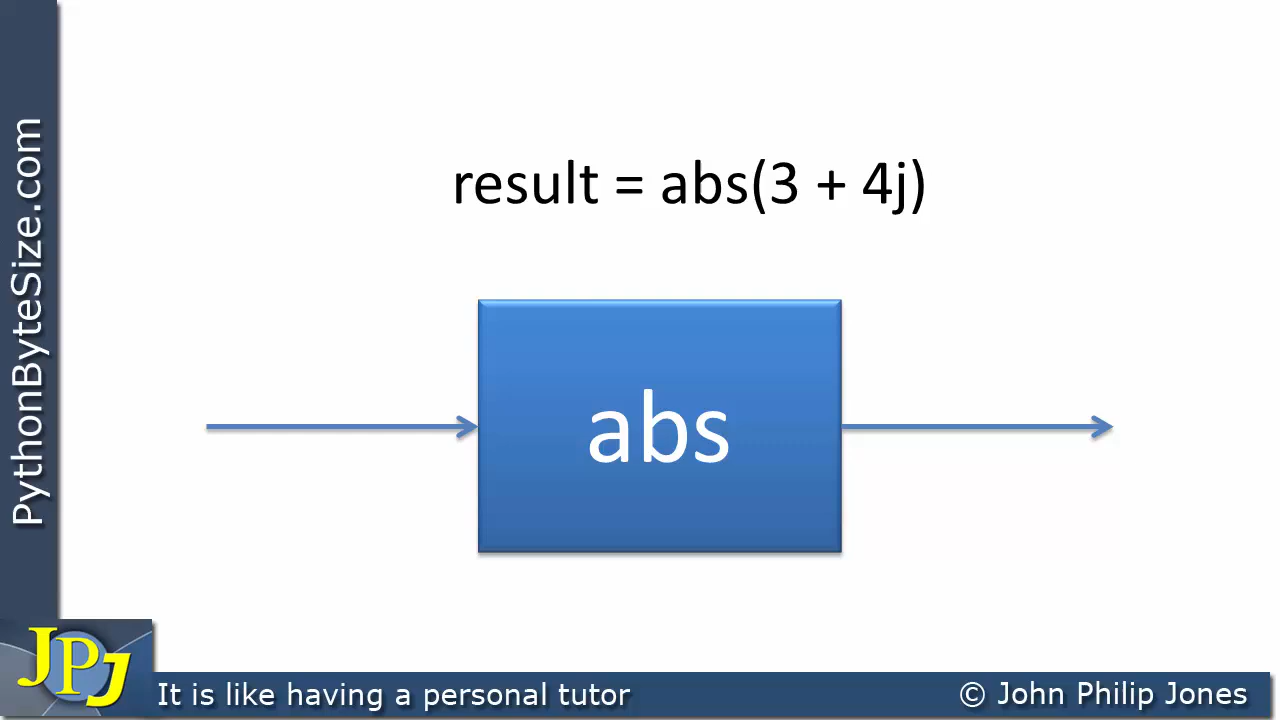 PythonByteSize.com
result = abs(3 + 4j)
abs
JPJ
It is like having a personal tutor
© John Philip Jones